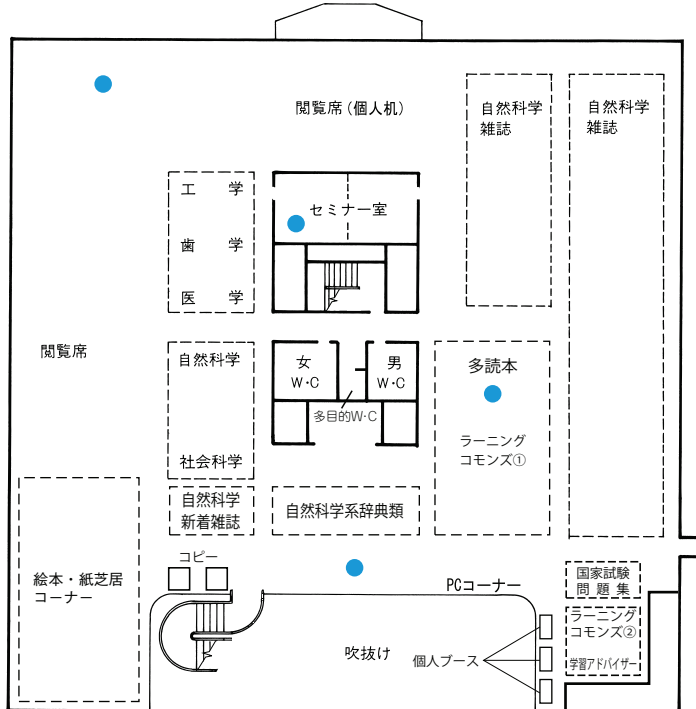 閲覧席（個人机）
自然科学
雑誌
自然科学
雑誌
工　学
セミナー室
歯　学
医　学
閲覧席
自然科学
女
W・C
男
W・C
多読本
多目的W・C
ラーニング
コモンズ①
社会科学
自然科学
新着雑誌
自然科学系辞典類
コピー
絵本・紙芝居
コーナー
PCコーナー
国家試験
問題集
ラーニング
コモンズ②
吹抜け
個人ブース
学習アドバイザー